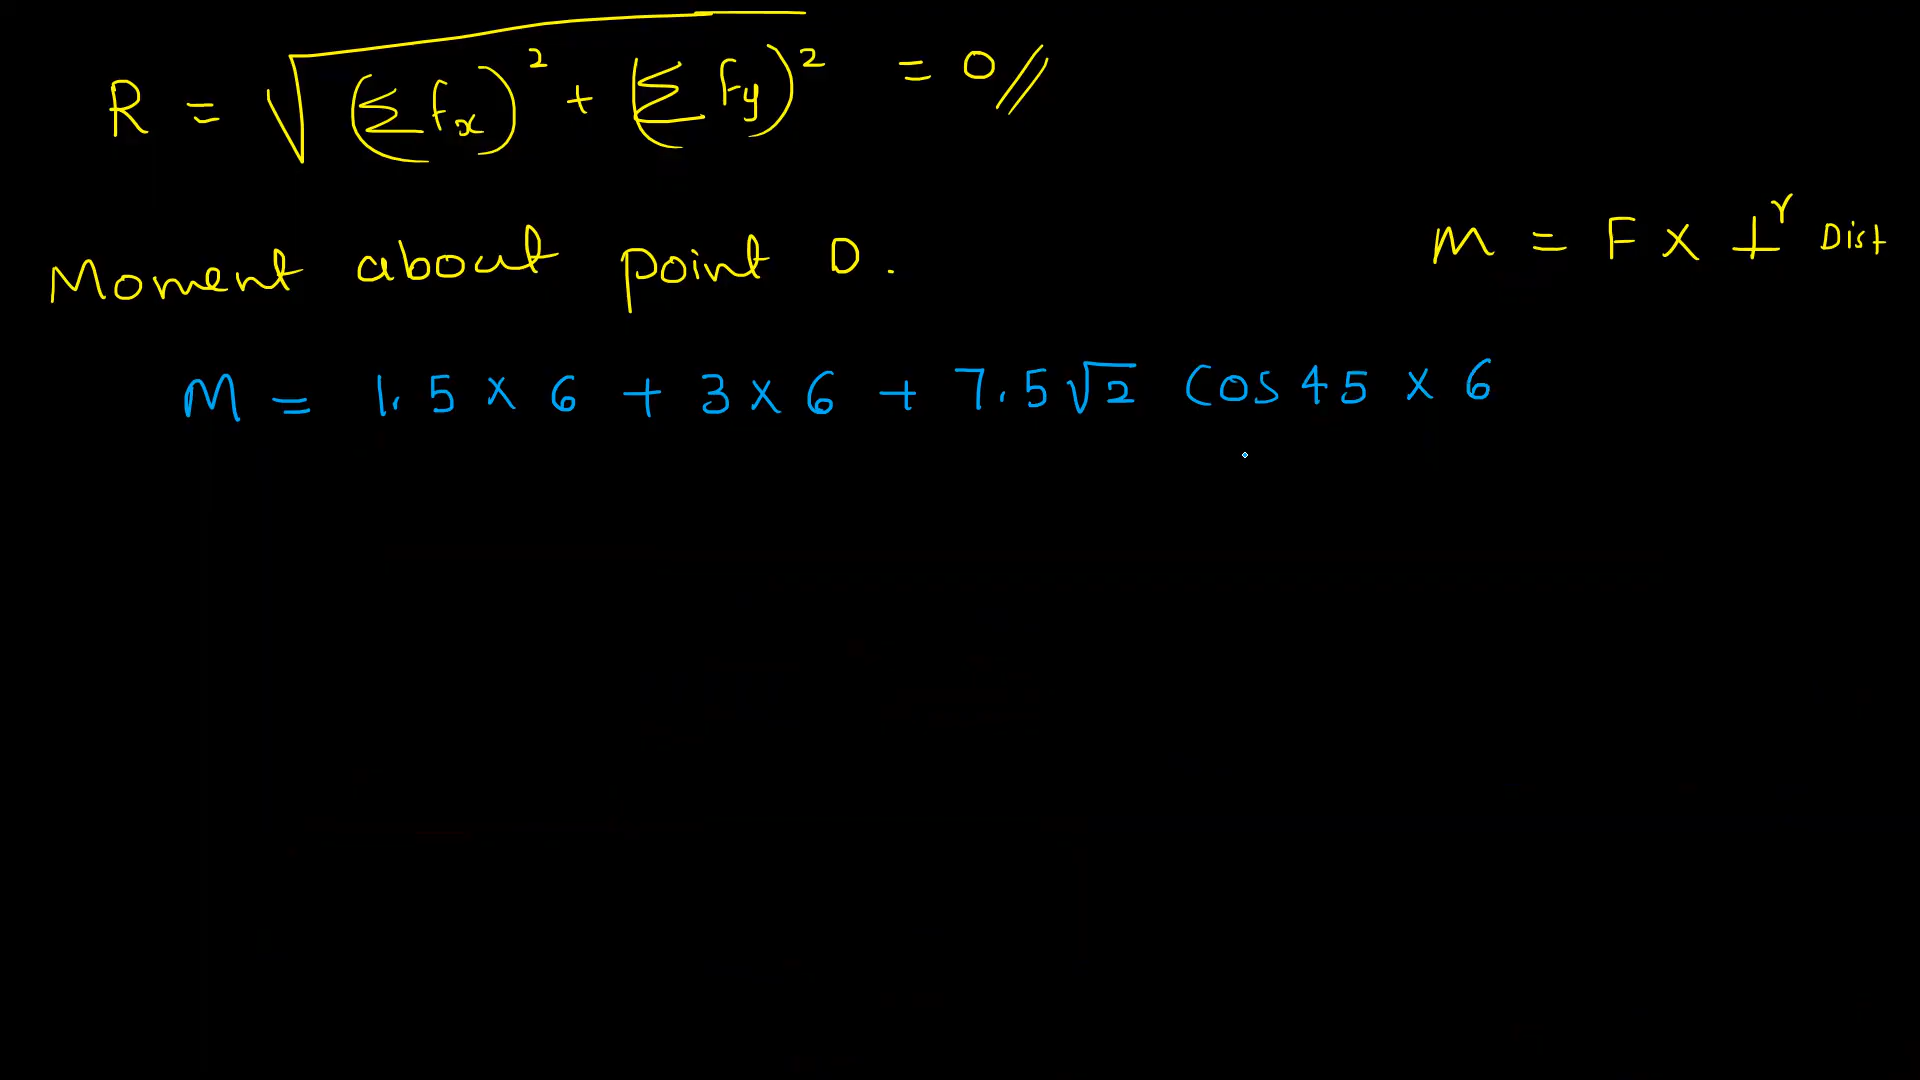 R = √(Σfx)² + (Σfy)² = 0//
m = F x ⊥ʳ Dist
Moment about point D.
M = 1.5 x 6 + 3 x 6 + 7.5√2 Cos 45 x 6